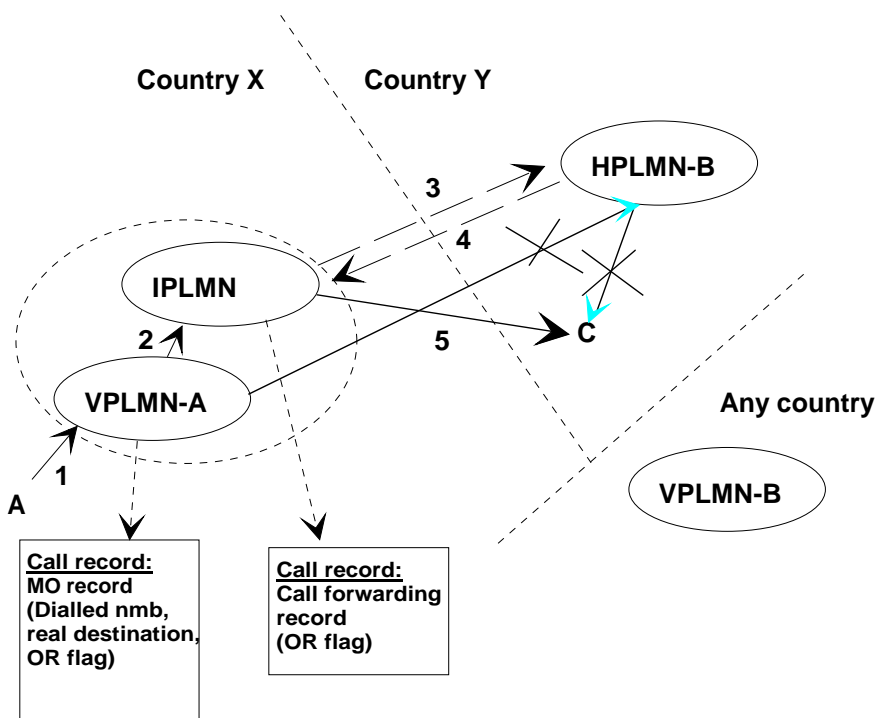 Country X
Country Y
HPLMN-B
3
4
IPLMN
2
5
C
VPLMN-A
Any country
1
A
VPLMN-B
Call record:
MO record
(Dialled nmb,
real destination,
OR flag)
Call record:
Call forwarding
record
(OR flag)